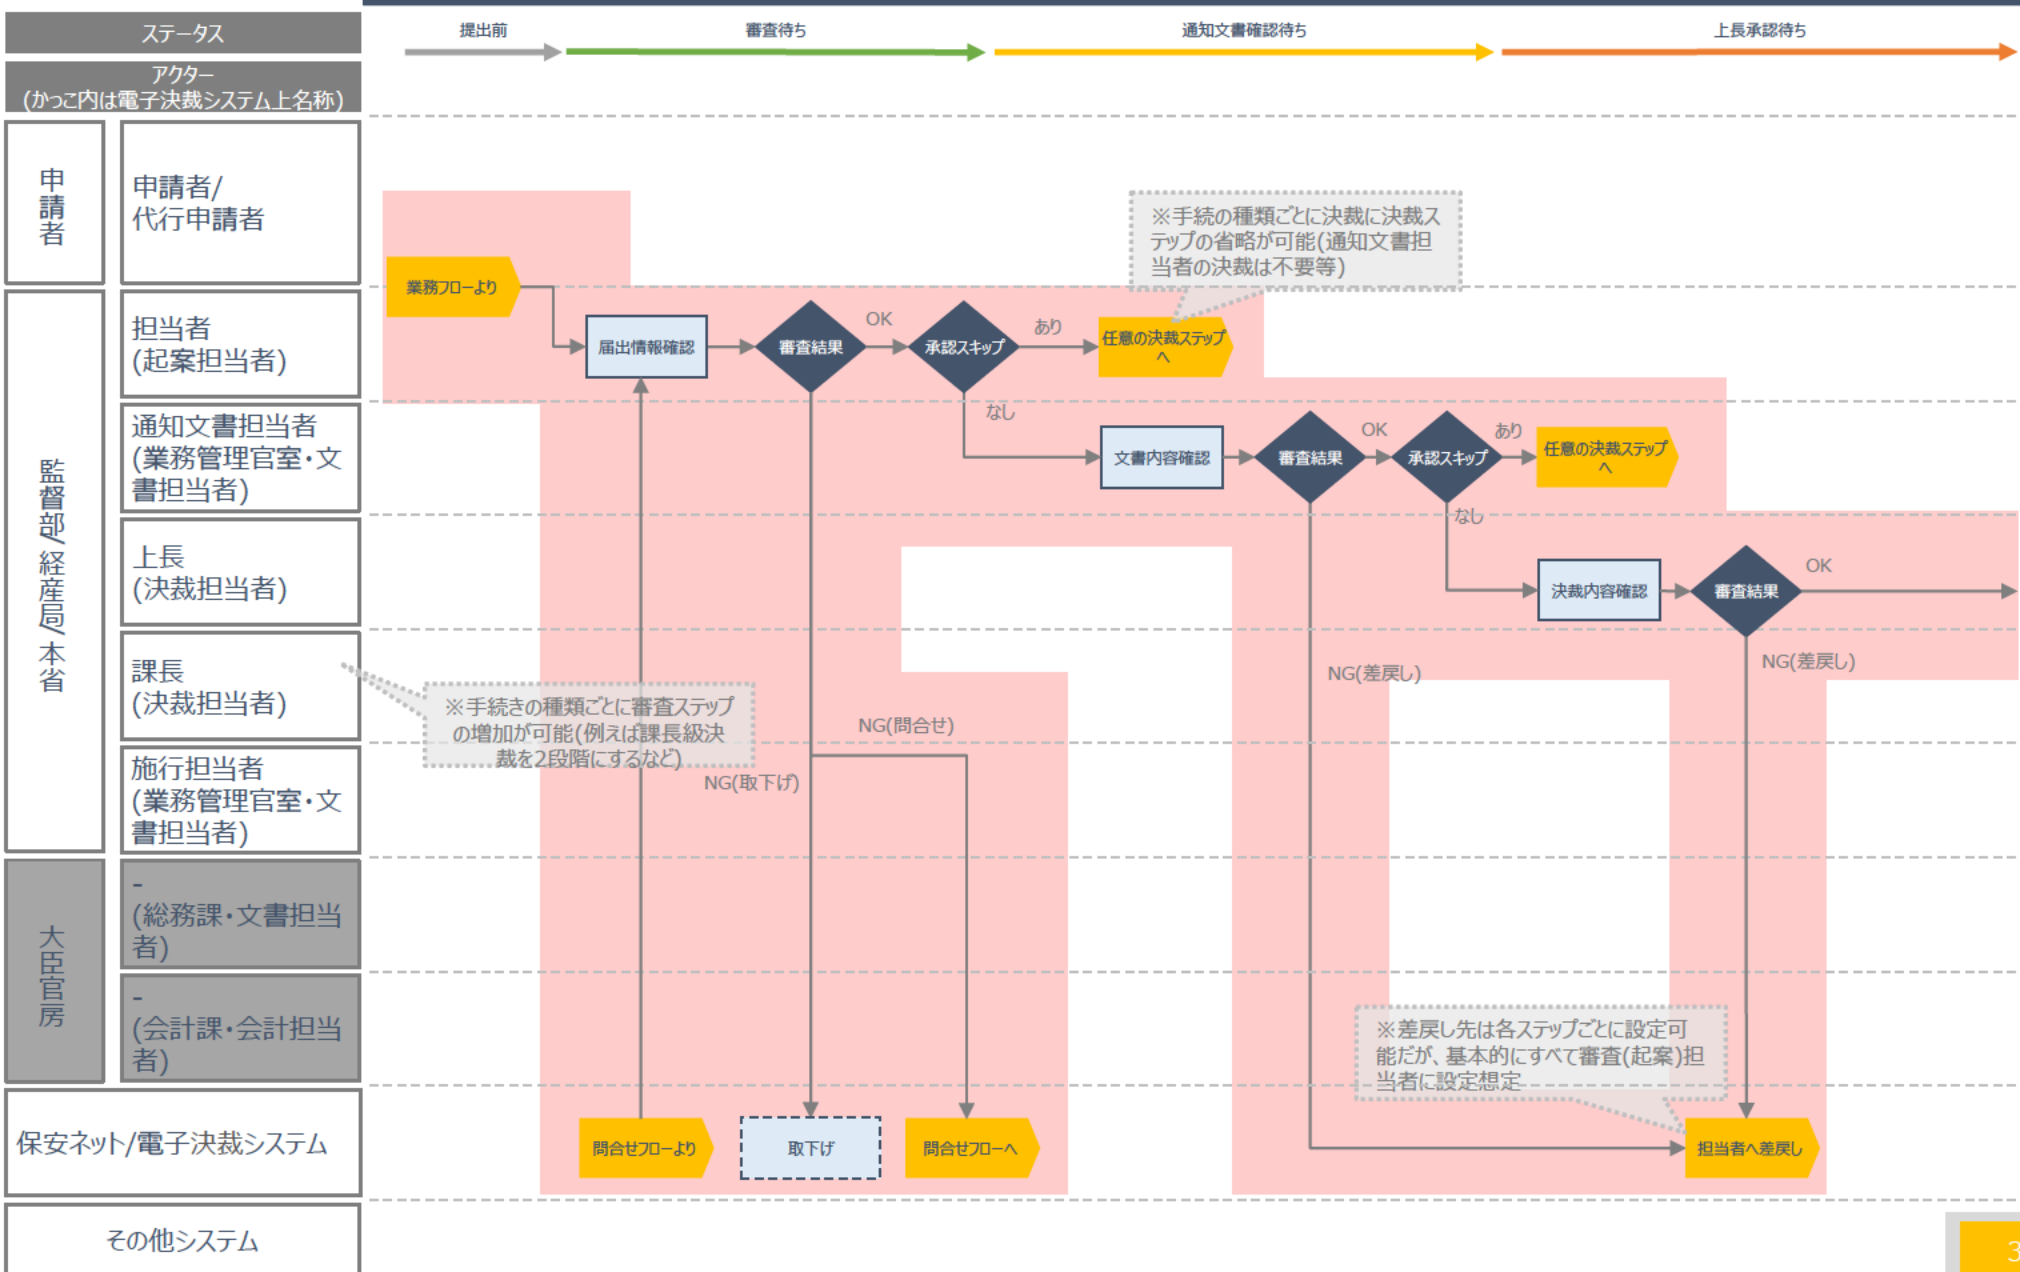 ステータス
提出前
審査待ち
通知文書確認待ち
上長承認待ち
アクター
(かっこ内は電子決裁システム上名称)
申請者
申請者/
代行申請者
※手続の種類ごとに決裁に決裁ス
テップの省略が可能(通知文書担
当者の決裁は不要等)
業務フローより
監督部/経産局/本省
担当者
(起案担当者)
届出情報確認
審査結果
OK
承認スキップ
あり
任意の決裁ステップ
へ
なし
通知文書担当者
(業務管理官室・文
書担当者)
文書内容確認
審査結果
OK
承認スキップ
あり
任意の決裁ステップ
へ
なし
上長
(決裁担当者)
決裁内容確認
審査結果
OK
課長
(決裁担当者)
※手続きの種類ごとに審査ステップ
の増加が可能(例えば課長級決
裁を2段階にするなど)
NG(問合せ)
NG(取下げ)
NG(差戻し)
NG(差戻し)
施行担当者
(業務管理官室・文
書担当者)
大臣官房
-
(総務課・文書担当
者)
-
(会計課・会計担当
者)
※差戻し先は各ステップごとに設定可
能だが、基本的にすべて審査(起案)担
当者に設定想定
保安ネット/電子決裁システム
問合せフローより
取下げ
問合せフローへ
担当者へ差戻し
その他システム
3